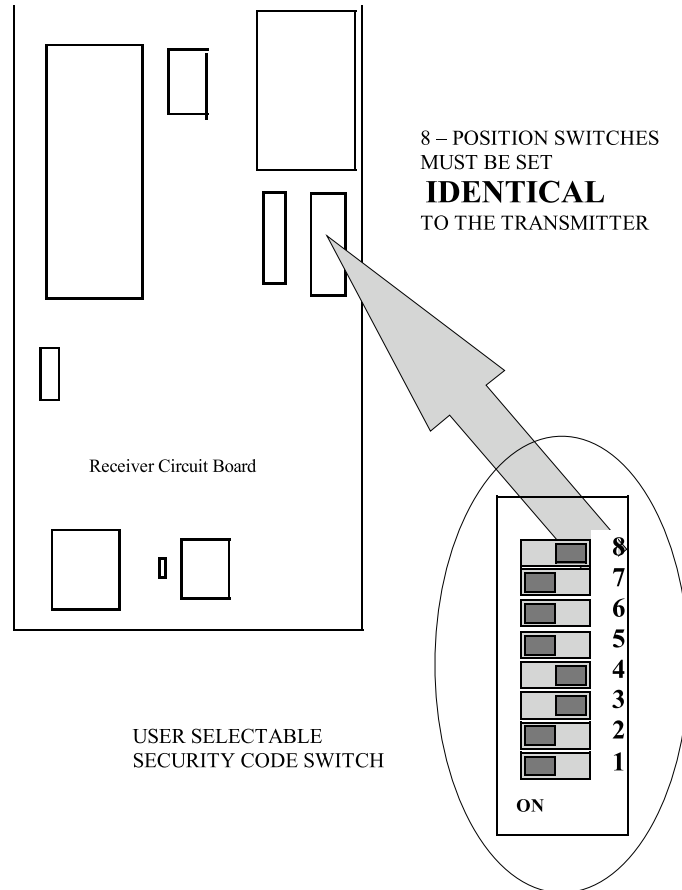 8 – POSITION SWITCHES
MUST BE SET
IDENTICAL
TO THE TRANSMITTER
Receiver Circuit Board
8
7
6
5
4
3
2
1
ON
USER SELECTABLE
SECURITY CODE SWITCH